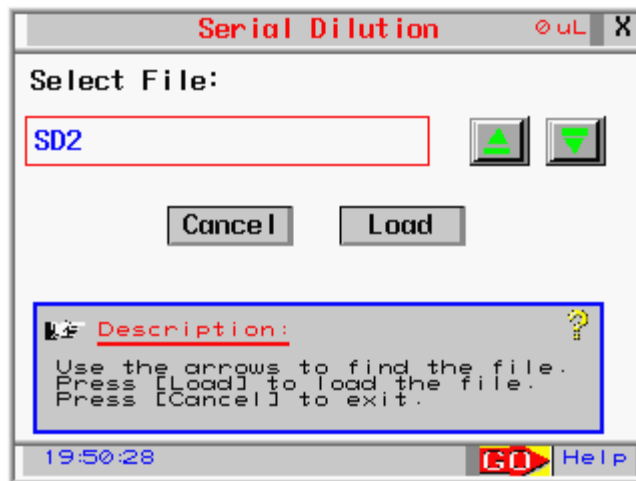 Serial Dilution 0 uL X
Select File:
SD2
Cancel Load
Description: ?
Use the arrows to find the file.
Press [Load] to load the file.
Press [Cancel] to exit.
19:50:28 GO Help